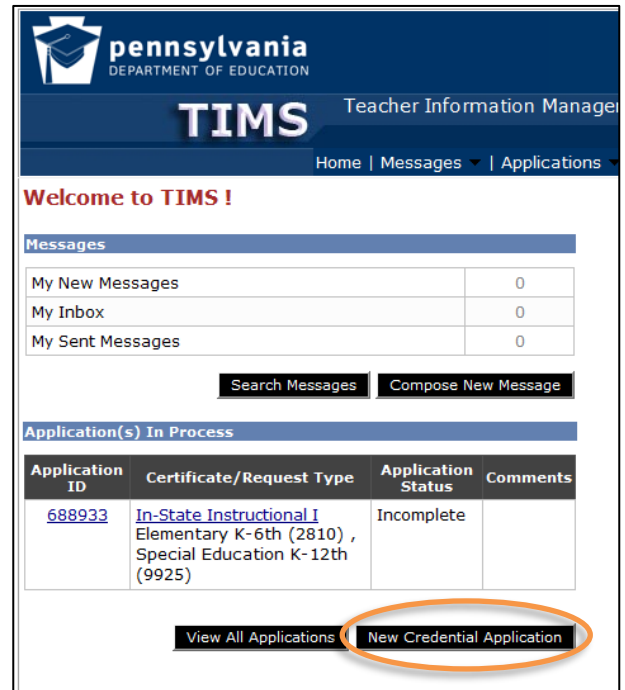 pennsylvania
DEPARTMENT OF EDUCATION
TIMS Teacher Information Manage
Home | Messages | Applications
Welcome to TIMS !
Messages
My New Messages 0
My Inbox 0
My Sent Messages 0
Search Messages Compose New Message
Application(s) In Process
Application ID Certificate/Request Type Application Status Comments
688933 In-State Instructional I Incomplete
Elementary K-6th (2810) ,
Special Education K-12th
(9925)
View All Applications New Credential Application